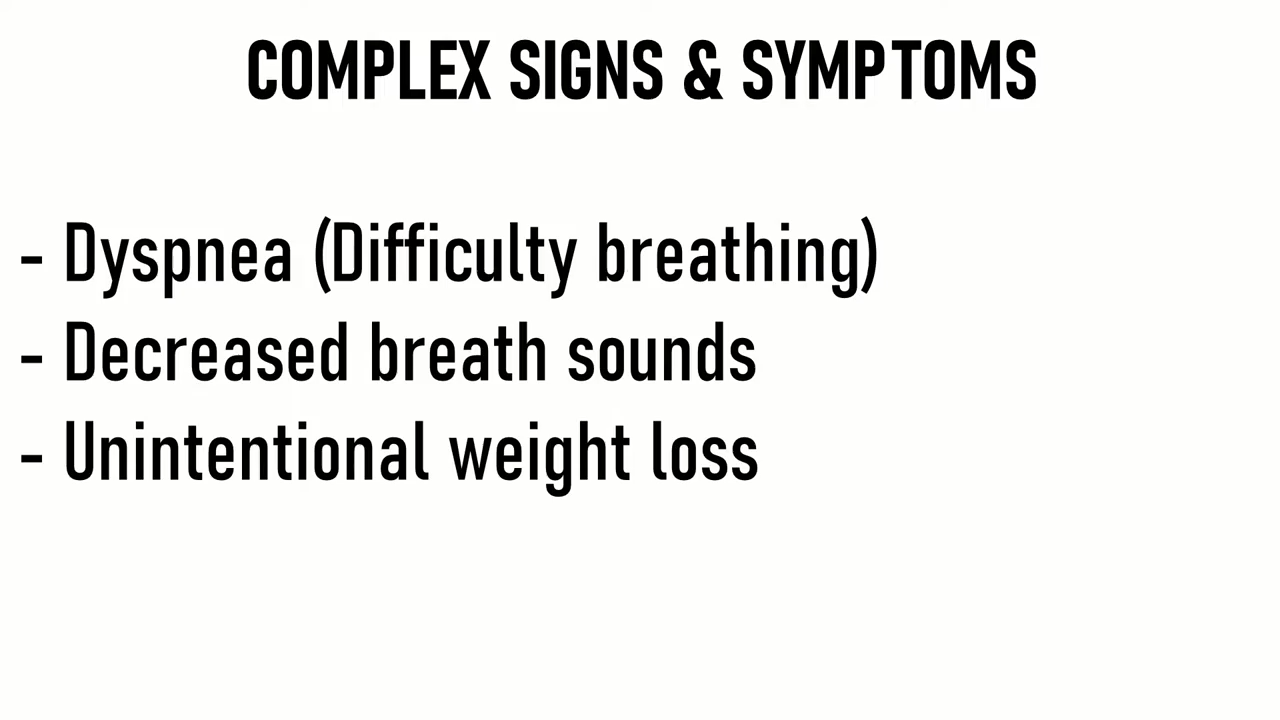 COMPLEX SIGNS & SYMPTOMS
- Dyspnea (Difficulty breathing)
- Decreased breath sounds
- Unintentional weight loss